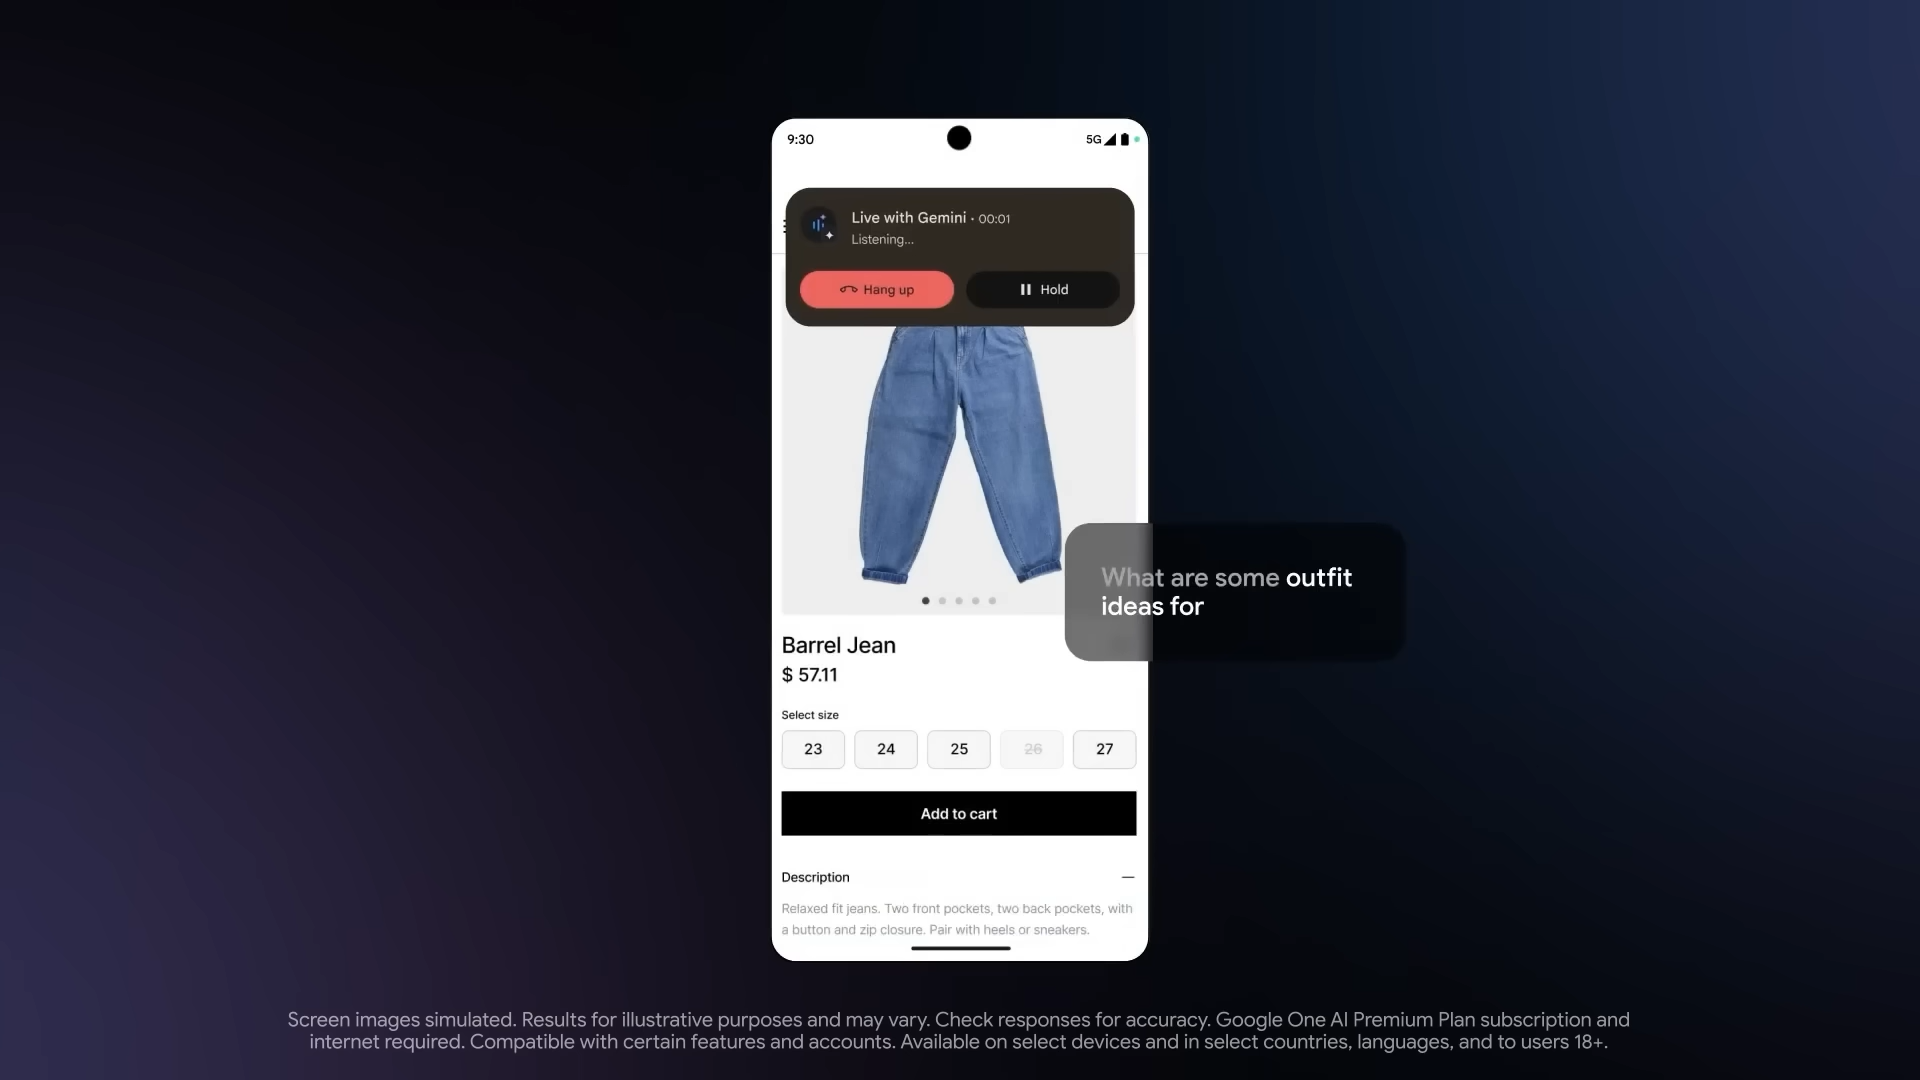 9:30
5G
Live with Gemini • 00:01
Listening...
Hang up
Hold
What are some outfit
ideas for
Barrel Jean
$ 57.11
Select size
23 24 25 26 27
Add to cart
Description
Relaxed fit jeans. Two front pockets, two back pockets, with
a button and zip closure. Pair with heels or sneakers.
Screen images simulated. Results for illustrative purposes and may vary. Check responses for accuracy. Google One AI Premium Plan subscription and
internet required. Compatible with certain features and accounts. Available on select devices and in select countries, languages, and to users 18+.